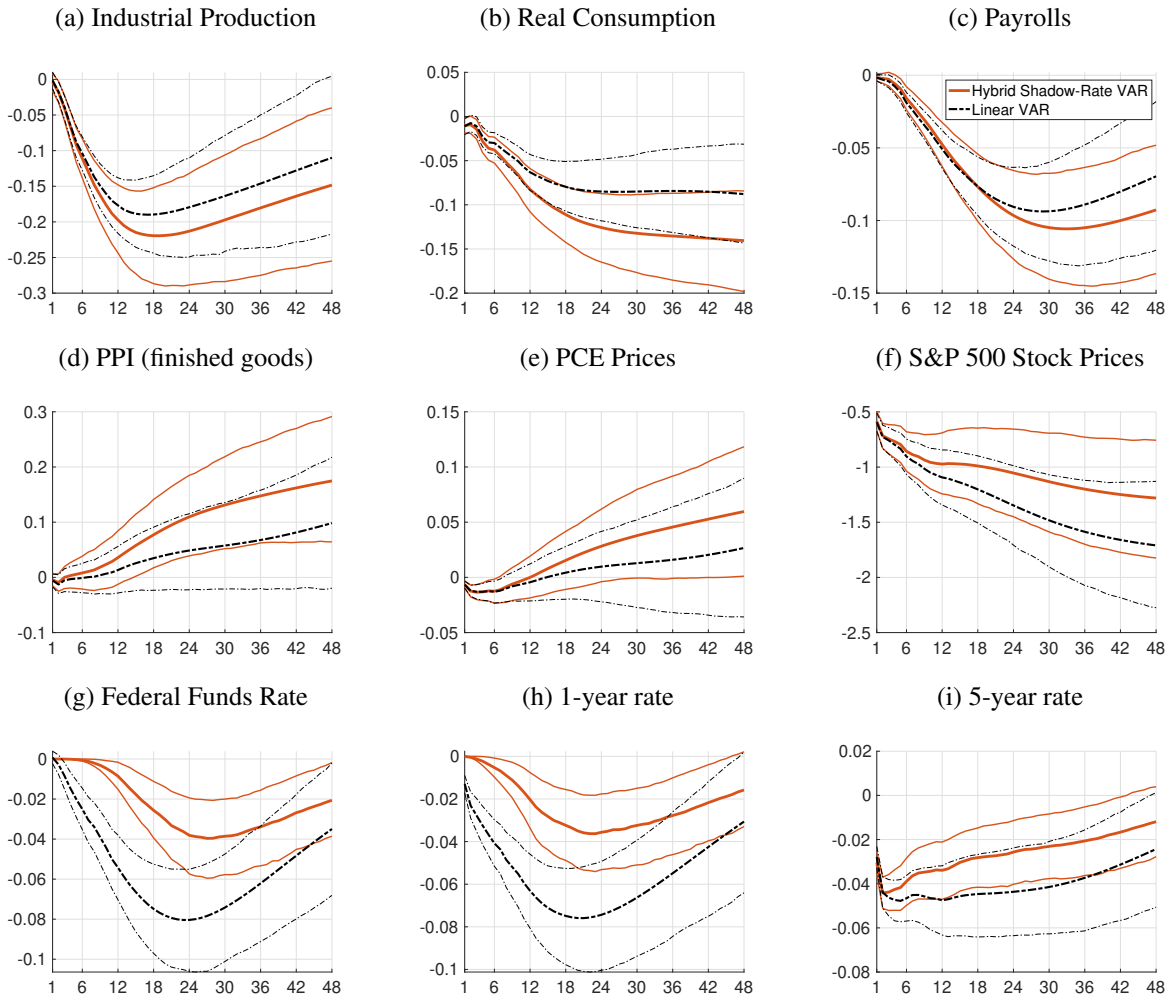 (a) Industrial Production
(b) Real Consumption
(c) Payrolls
0
-0.05
-0.1
-0.15
-0.2
-0.25
-0.3
1 6 12 18 24 30 36 42 48
0.05
0
-0.05
-0.1
-0.15
-0.2
1 6 12 18 24 30 36 42 48
0
-0.05
-0.1
-0.15
1 6 12 18 24 30 36 42 48
Hybrid Shadow-Rate VAR
Linear VAR
(d) PPI (finished goods)
(e) PCE Prices
(f) S&P 500 Stock Prices
0.3
0.2
0.1
0
-0.1
1 6 12 18 24 30 36 42 48
0.15
0.1
0.05
0
-0.05
1 6 12 18 24 30 36 42 48
-0.5
-1
-1.5
-2
-2.5
1 6 12 18 24 30 36 42 48
(g) Federal Funds Rate
(h) 1-year rate
(i) 5-year rate
0
-0.02
-0.04
-0.06
-0.08
-0.1
1 6 12 18 24 30 36 42 48
0
-0.02
-0.04
-0.06
-0.08
-0.1
1 6 12 18 24 30 36 42 48
0.02
0
-0.02
-0.04
-0.06
-0.08
1 6 12 18 24 30 36 42 48